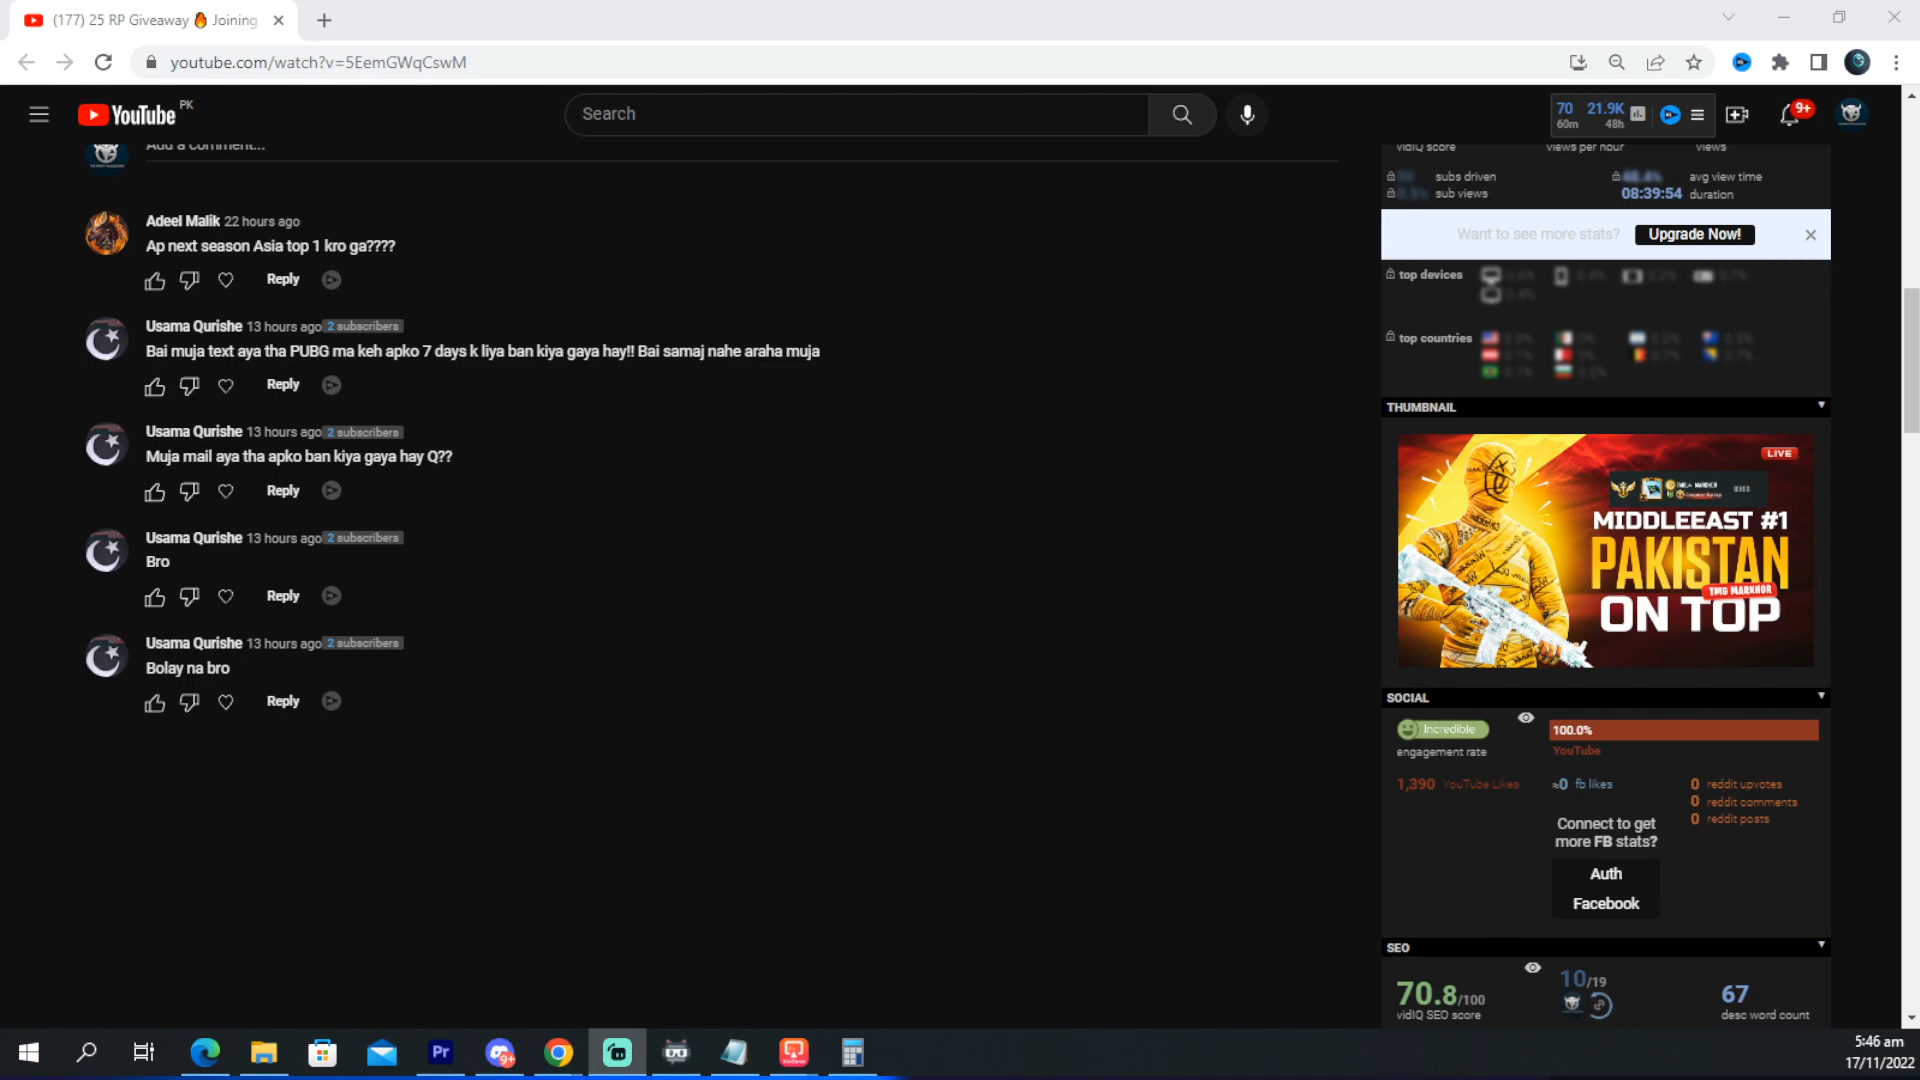 (177) 25 RP Giveaway 🔥 Joining
youtube.com/watch?v=5EemGWqCswM
YouTube PK
Search
70 21.9K
60m 48h
9+
Add a comment...
vidIQ score views per hour views
subs driven avg view time
sub views 08:39:54 duration
Want to see more stats? Upgrade Now!
top devices
top countries
Adeel Malik 22 hours ago
Ap next season Asia top 1 kro ga????
Reply
Usama Qurishe 13 hours ago 2 subscribers
Bai muja text aya tha PUBG ma keh apko 7 days k liya ban kiya gaya hay!! Bai samaj nahe araha muja
Reply
Usama Qurishe 13 hours ago 2 subscribers
Muja mail aya tha apko ban kiya gaya hay Q??
Reply
Usama Qurishe 13 hours ago 2 subscribers
Bro
Reply
Usama Qurishe 13 hours ago 2 subscribers
Bolay na bro
Reply
THUMBNAIL
LIVE
MIDDLEEAST #1
PAKISTAN
TMG MARKHOR
ON TOP
SOCIAL
Incredible
engagement rate
100.0%
YouTube
1,390 YouTube Likes
≈0 fb likes
0 reddit upvotes
0 reddit comments
0 reddit posts
Connect to get
more FB stats?
Auth
Facebook
SEO
70.8/100
vidIQ SEO score
10/19
67
desc word count
Pr
9+
5:46 am
17/11/2022